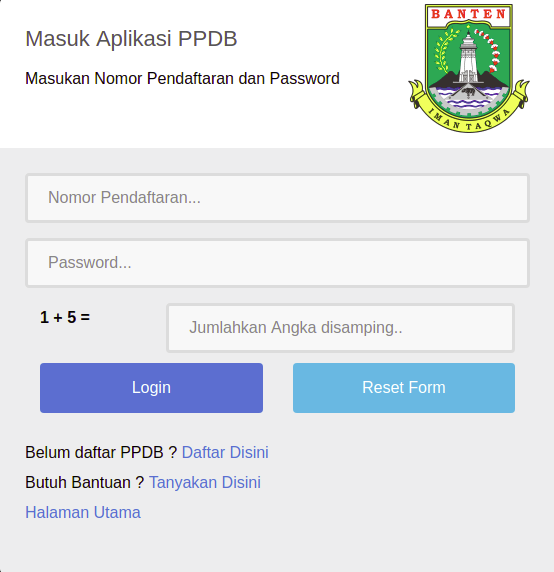 Masuk Aplikasi PPDB
Masukan Nomor Pendaftaran dan Password
BANTEN
IMAN TAQWA
Nomor Pendaftaran...
Password...
1 + 5 =
Jumlahkan Angka disamping..
Login
Reset Form
Belum daftar PPDB ? Daftar Disini
Butuh Bantuan ? Tanyakan Disini
Halaman Utama